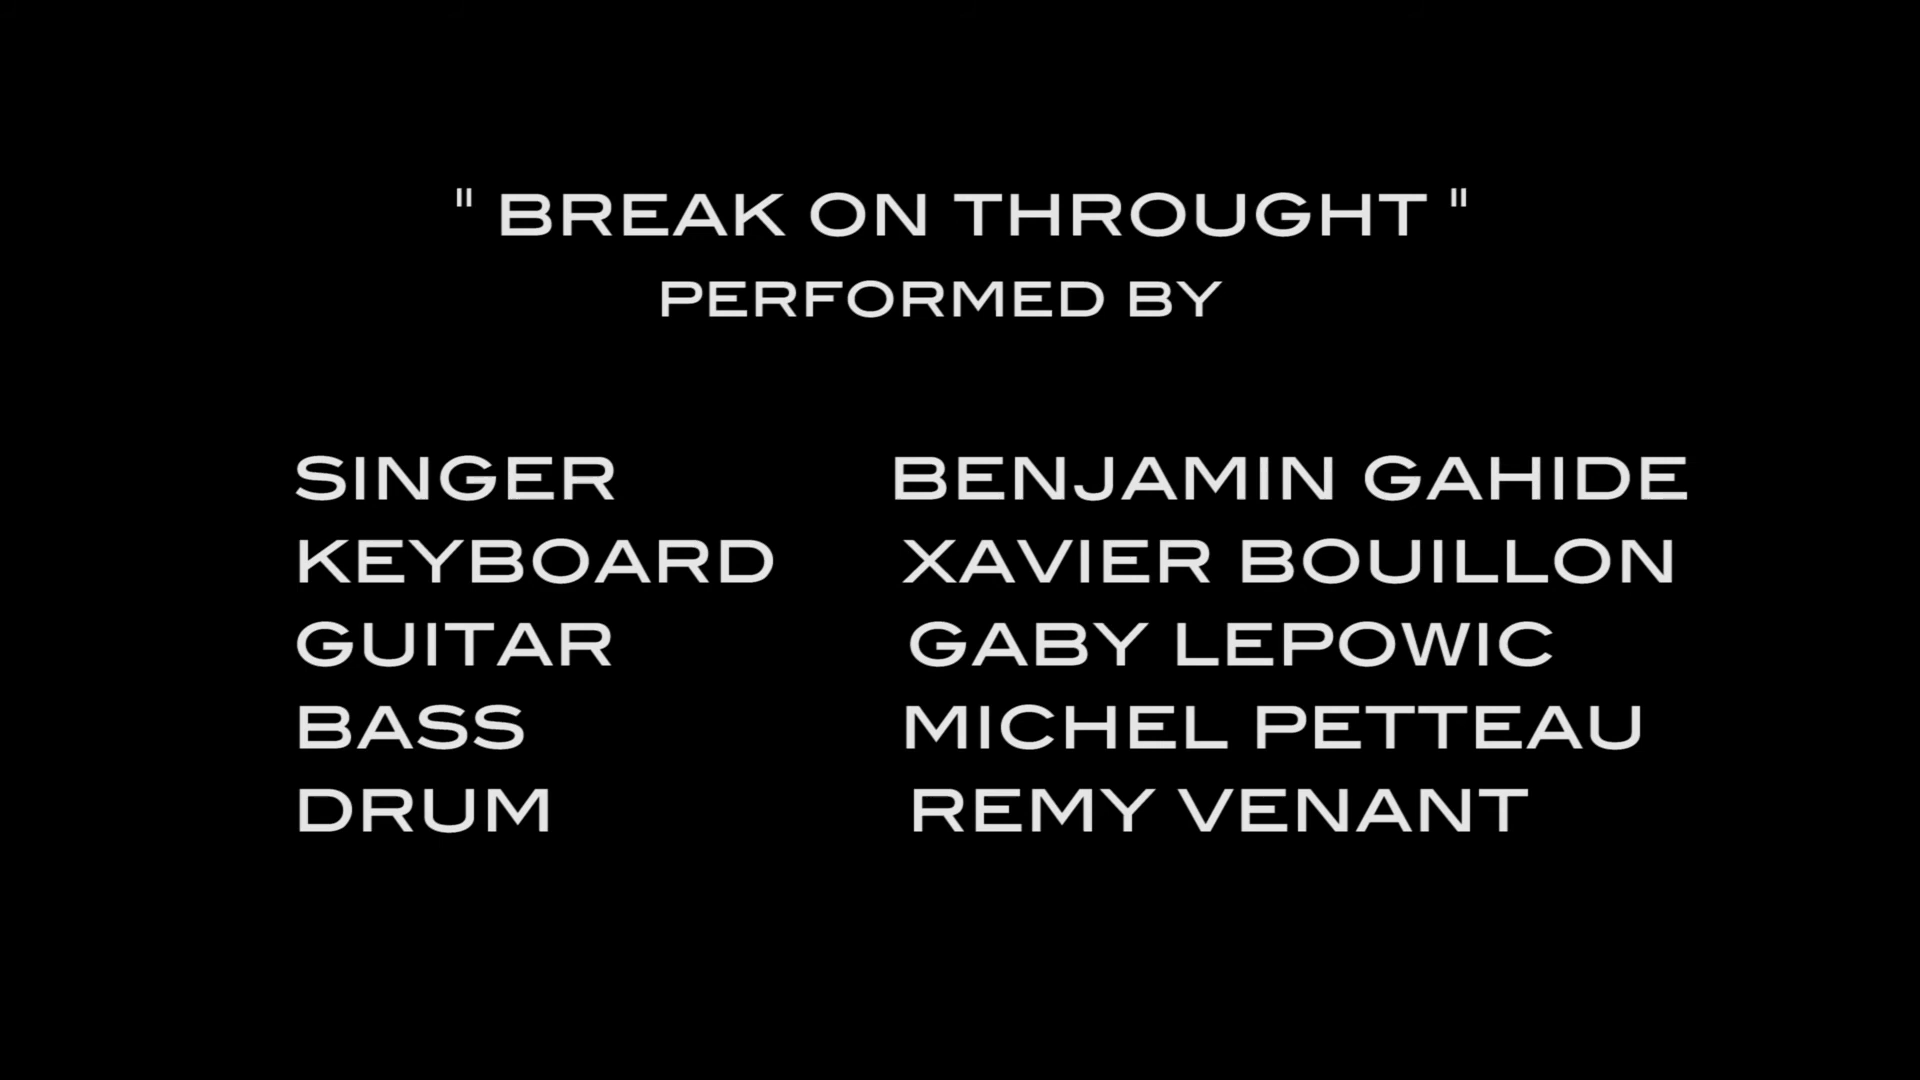 " BREAK ON THROUGHT "
PERFORMED BY
SINGER BENJAMIN GAHIDE
KEYBOARD XAVIER BOUILLON
GUITAR GABY LEPOWIC
BASS MICHEL PETTEAU
DRUM REMY VENANT